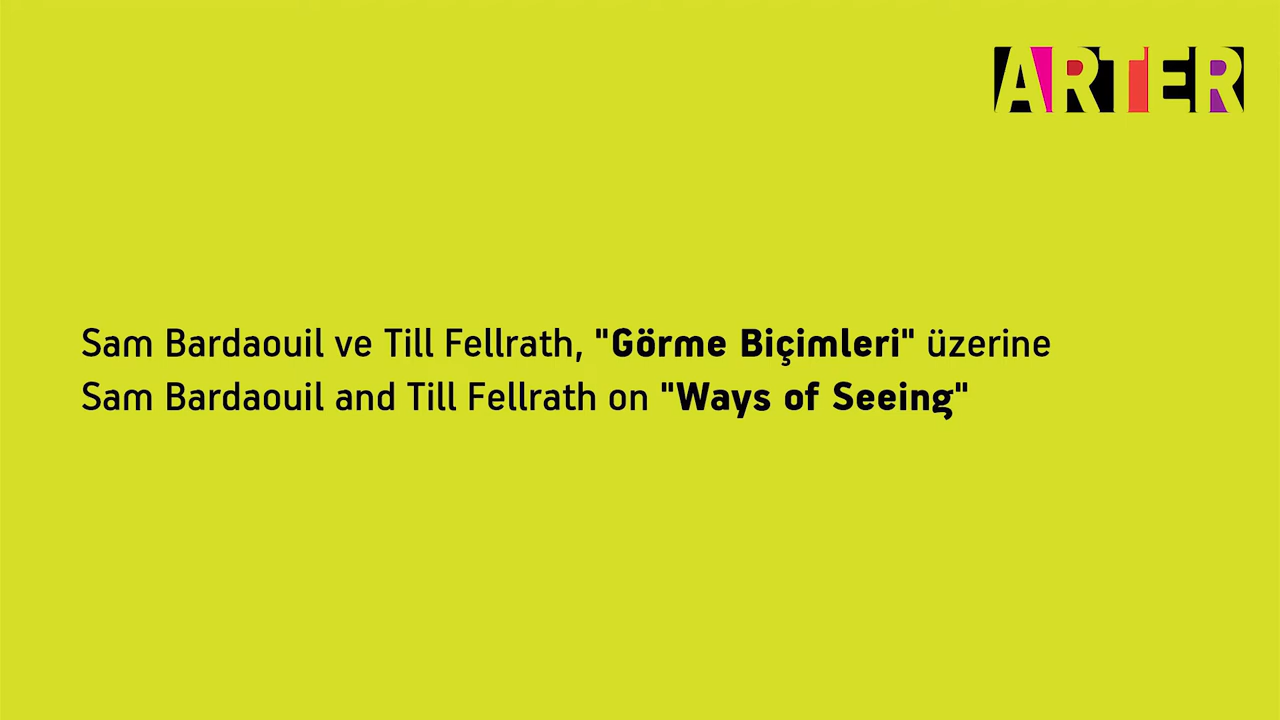 ARTER
Sam Bardaouil ve Till Fellrath, "Görme Biçimleri" üzerine
Sam Bardaouil and Till Fellrath on "Ways of Seeing"